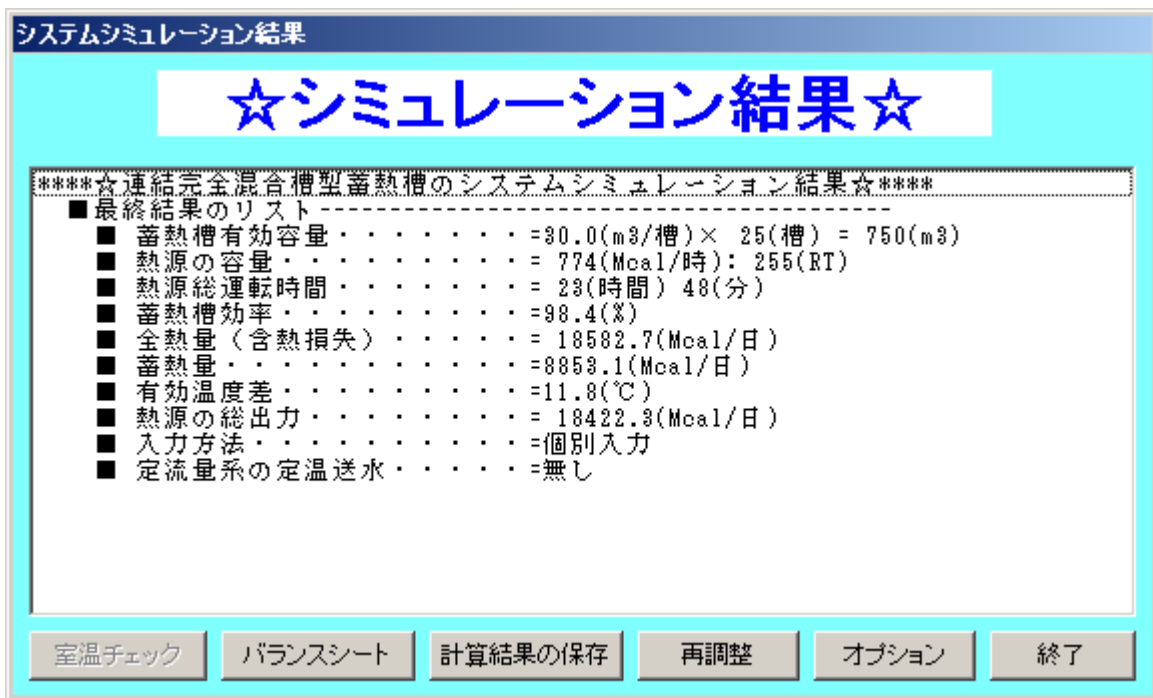 システムシミュレーション結果
☆シミュレーション結果☆
****☆連結完全混合槽型蓄熱槽のシステムシミュレーション結果☆****
■最終結果のリスト-----------------------------------------
■ 蓄熱槽有効容量・・・・・・・=30.0(m3/槽)× 25(槽) = 750(m3)
■ 熱源の容量・・・・・・・・・= 774(Mcal/時): 255(RT)
■ 熱源総運転時間・・・・・・・= 23(時間) 48(分)
■ 蓄熱槽効率・・・・・・・・・=98.4(%)
■ 全熱量（含熱損失）・・・・・= 18582.7(Mcal/日)
■ 蓄熱量・・・・・・・・・・・=8853.1(Mcal/日)
■ 有効温度差・・・・・・・・・=11.8(℃)
■ 熱源の総出力・・・・・・・・= 18422.3(Mcal/日)
■ 入力方法・・・・・・・・・・=個別入力
■ 定流量系の定温送水・・・・・=無し
室温チェック バランスシート 計算結果の保存 再調整 オプション 終了